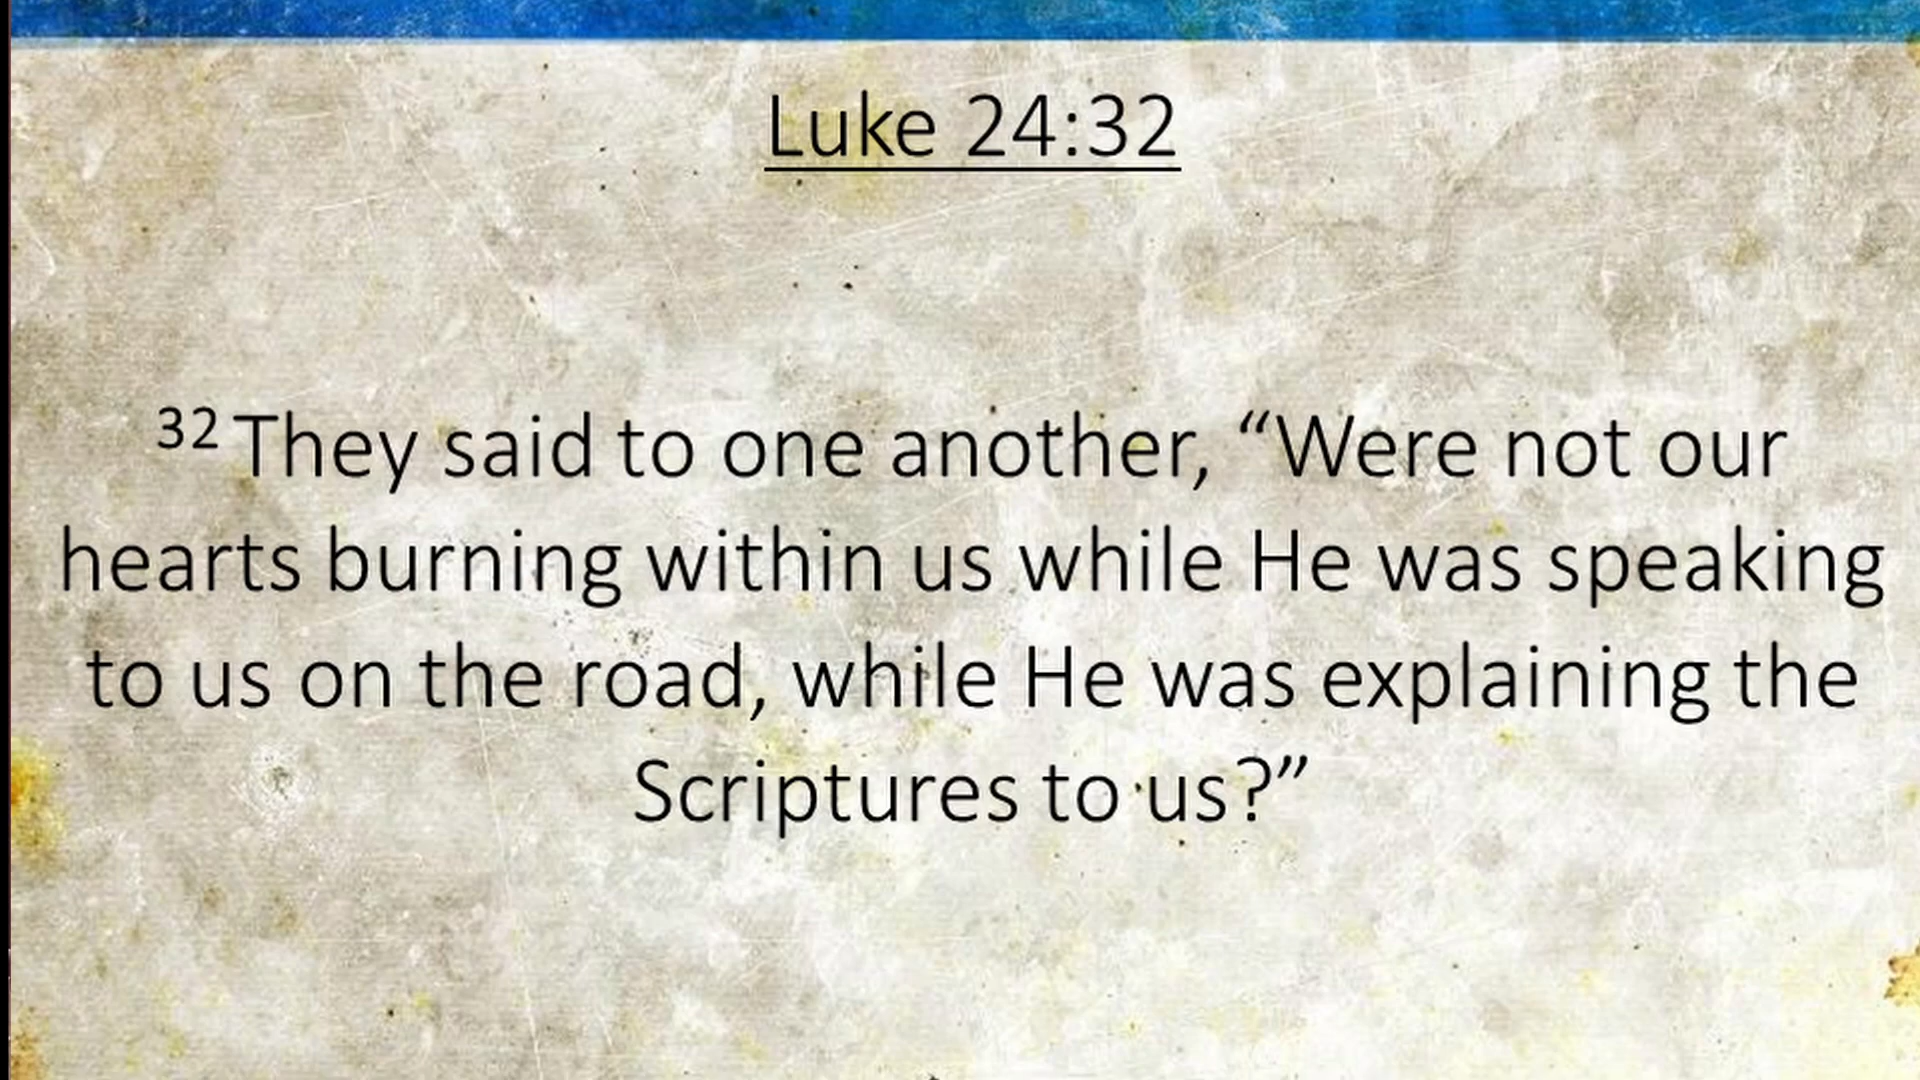 Luke 24:32
32 They said to one another, “Were not our
hearts burning within us while He was speaking
to us on the road, while He was explaining the
Scriptures to us?”